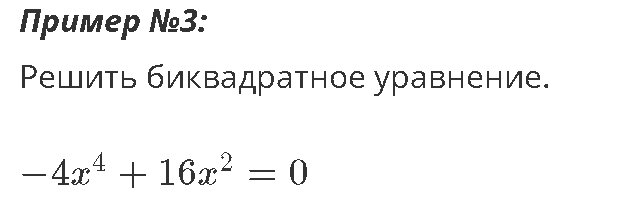 Пример №3:
Решить биквадратное уравнение.
−4x⁴ + 16x² = 0